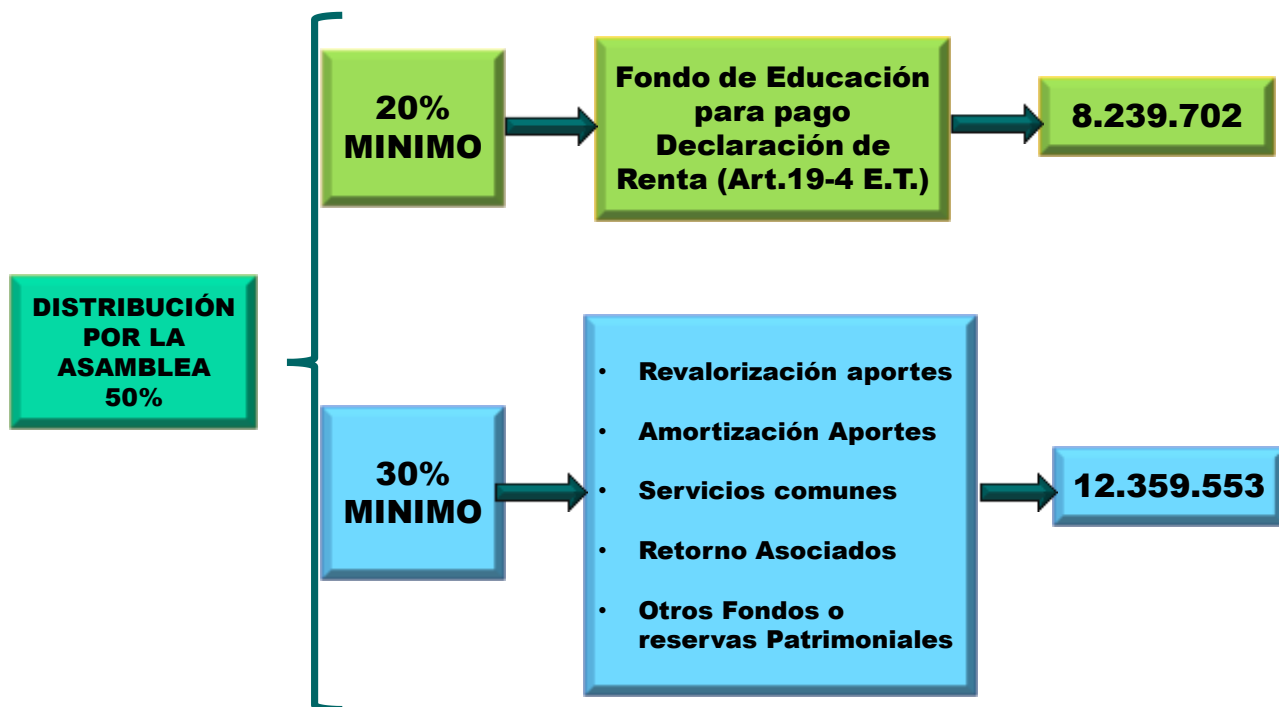 DISTRIBUCIÓN
POR LA
ASAMBLEA
50%
20%
MINIMO
Fondo de Educación
para pago
Declaración de
Renta (Art.19-4 E.T.)
8.239.702
30%
MINIMO
• Revalorización aportes
• Amortización Aportes
• Servicios comunes
• Retorno Asociados
• Otros Fondos o
reservas Patrimoniales
12.359.553